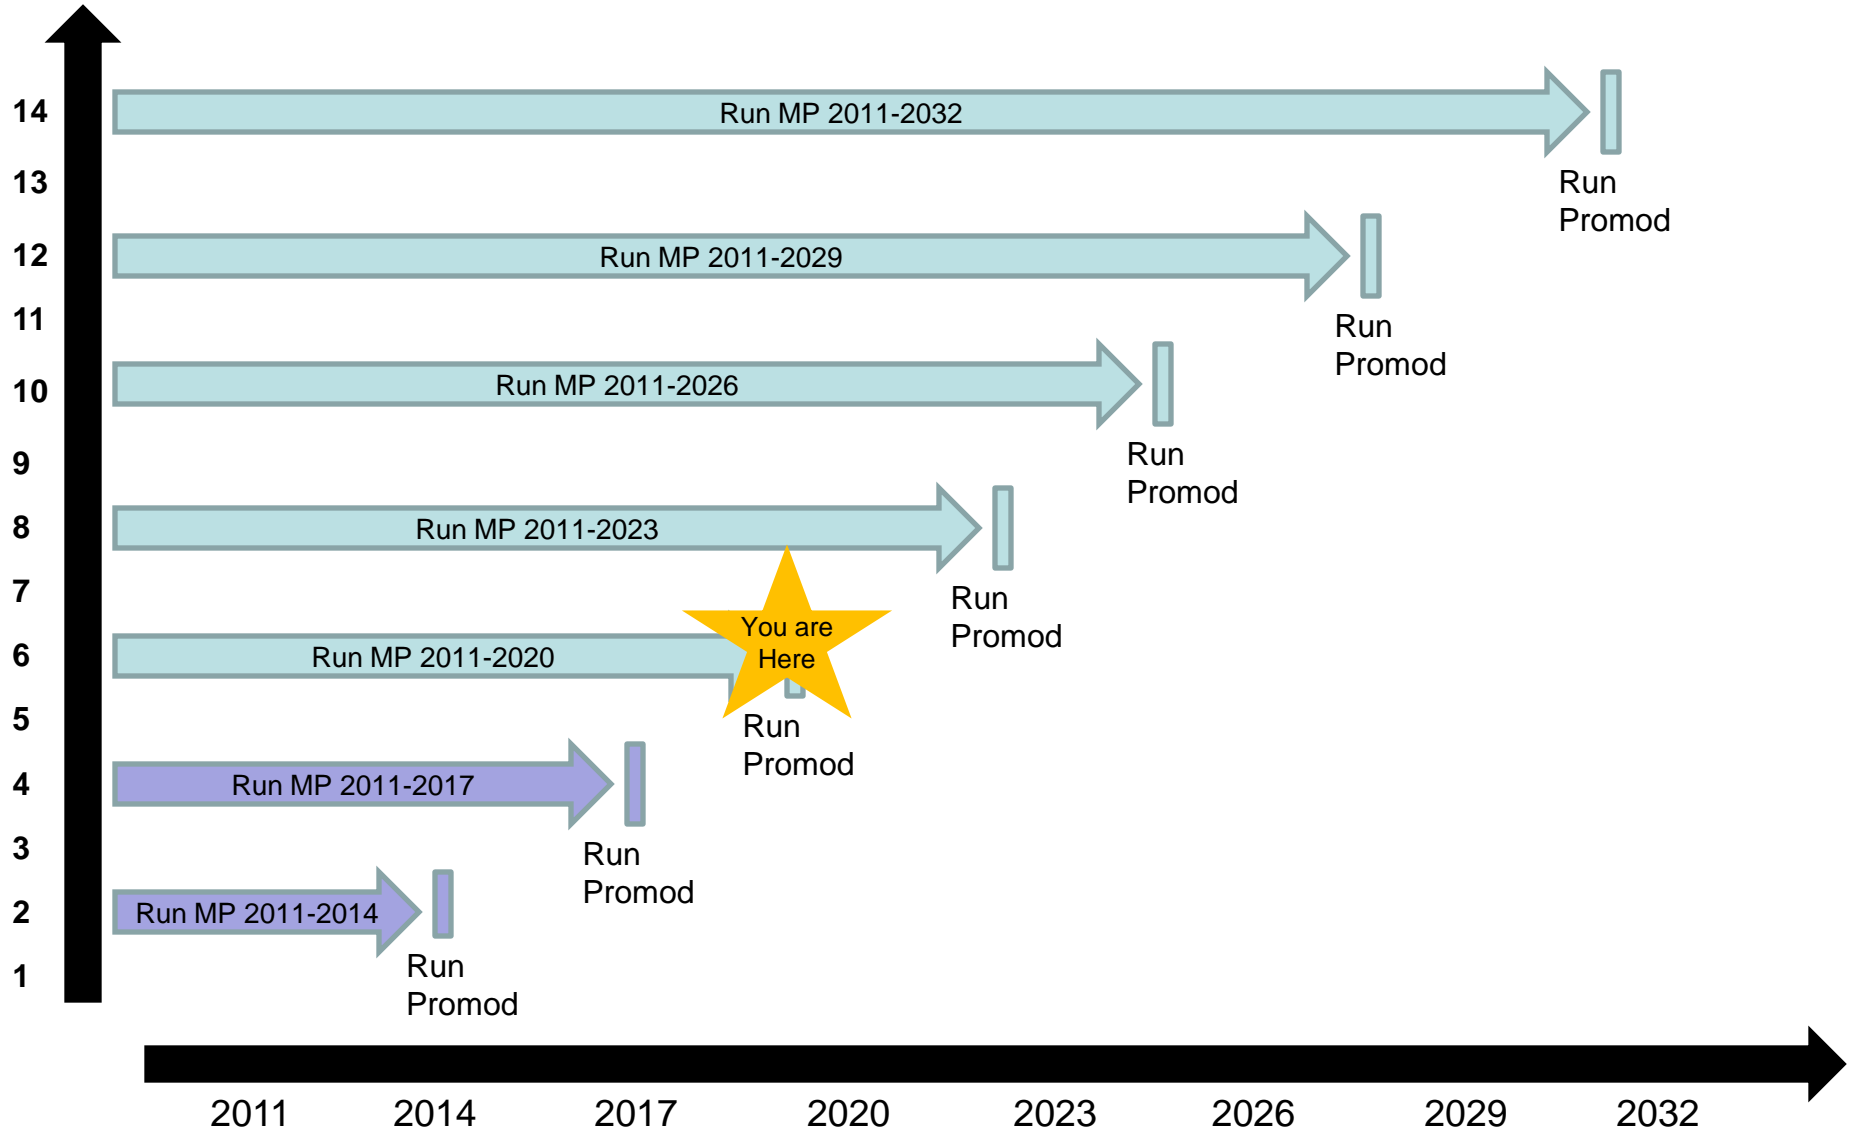 14
Run MP 2011-2032
13
Run
Promod
12
Run MP 2011-2029
11
Run
Promod
10
Run MP 2011-2026
9
Run
Promod
8
Run MP 2011-2023
7
Run
Promod
You are
Here
6
Run MP 2011-2020
5
Run
Promod
4
Run MP 2011-2017
3
Run
Promod
2
Run MP 2011-2014
1
Run
Promod
2011 2014 2017 2020 2023 2026 2029 2032